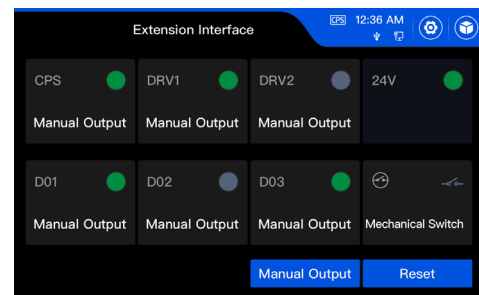 Extension Interface
CPS 12:36 AM
CPS DRV1 DRV2 24V
Manual Output Manual Output Manual Output
D01 D02 D03
Manual Output Manual Output Manual Output Mechanical Switch
Manual Output Reset